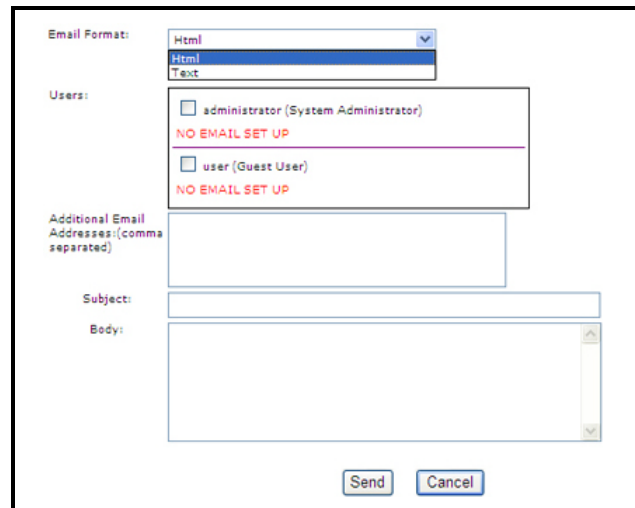 Email Format:
Html
Html
Text
Users:
administrator (System Administrator)
NO EMAIL SET UP
user (Guest User)
NO EMAIL SET UP
Additional Email
Addresses:(comma
separated)
Subject:
Body:
Send
Cancel